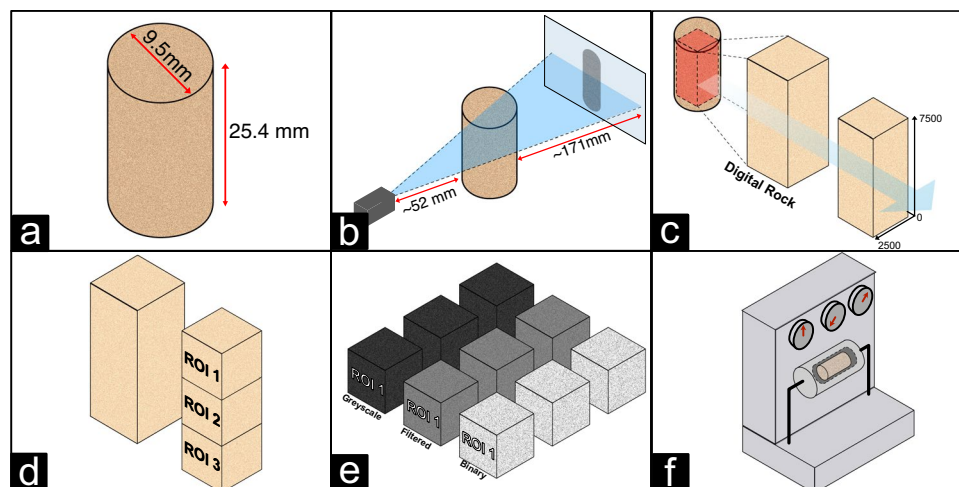 9.5mm
25.4 mm
a
~52 mm
~171mm
b
Digital Rock
7500
0
2500
c
ROI 1
ROI 2
ROI 3
d
ROI 1
Greyscale
ROI 1
Filtered
ROI 1
Binary
e
f